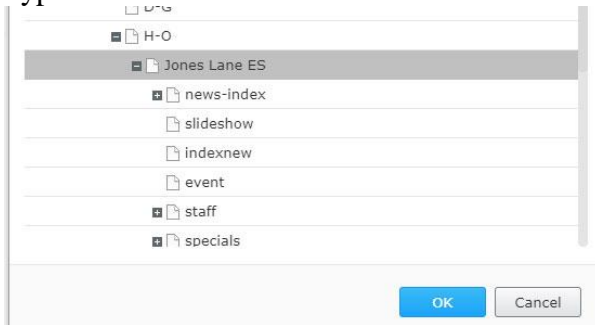 D-G
H-O
Jones Lane ES
news-index
slideshow
indexnew
event
staff
specials
OK Cancel